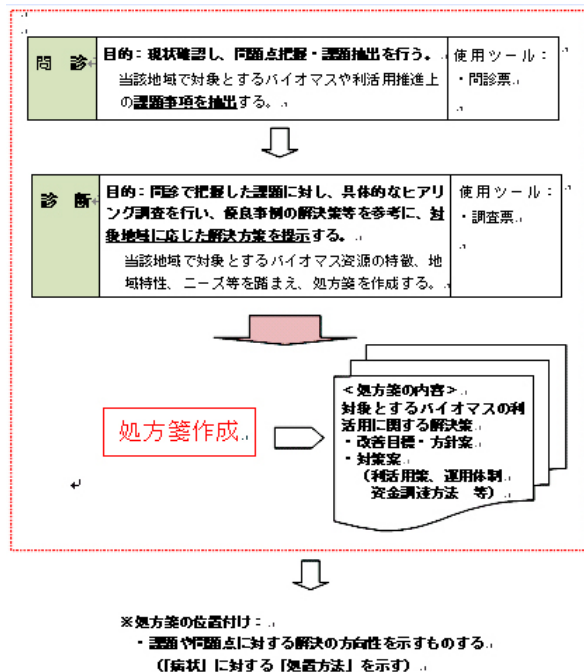 問　診
目的：現状確認し、問題点把握・課題抽出を行う。
当該地域で対象とするバイオマスや利活用推進上
の課題事項を抽出する。
使用ツール：
・問診票
診　断
目的：問診で把握した課題に対し、具体的なヒアリ
ング調査を行い、優良事例の解決策等を参考に、対
象地域に応じた解決方策を提示する。
当該地域で対象とするバイオマス資源の特徴、地
域特性、ニーズ等を踏まえ、処方箋を作成する。
使用ツール：
・調査票
処方箋作成
＜処方箋の内容＞
対象とするバイオマスの利
活用に関する解決策
・改善目標・方針案
・対策案
（利活用策、運用体制
資金調達方法　等）
※処方箋の位置付け：
・課題や問題点に対する解決の方向性を示すものする。
（「病状」に対する「処置方法」を示す）